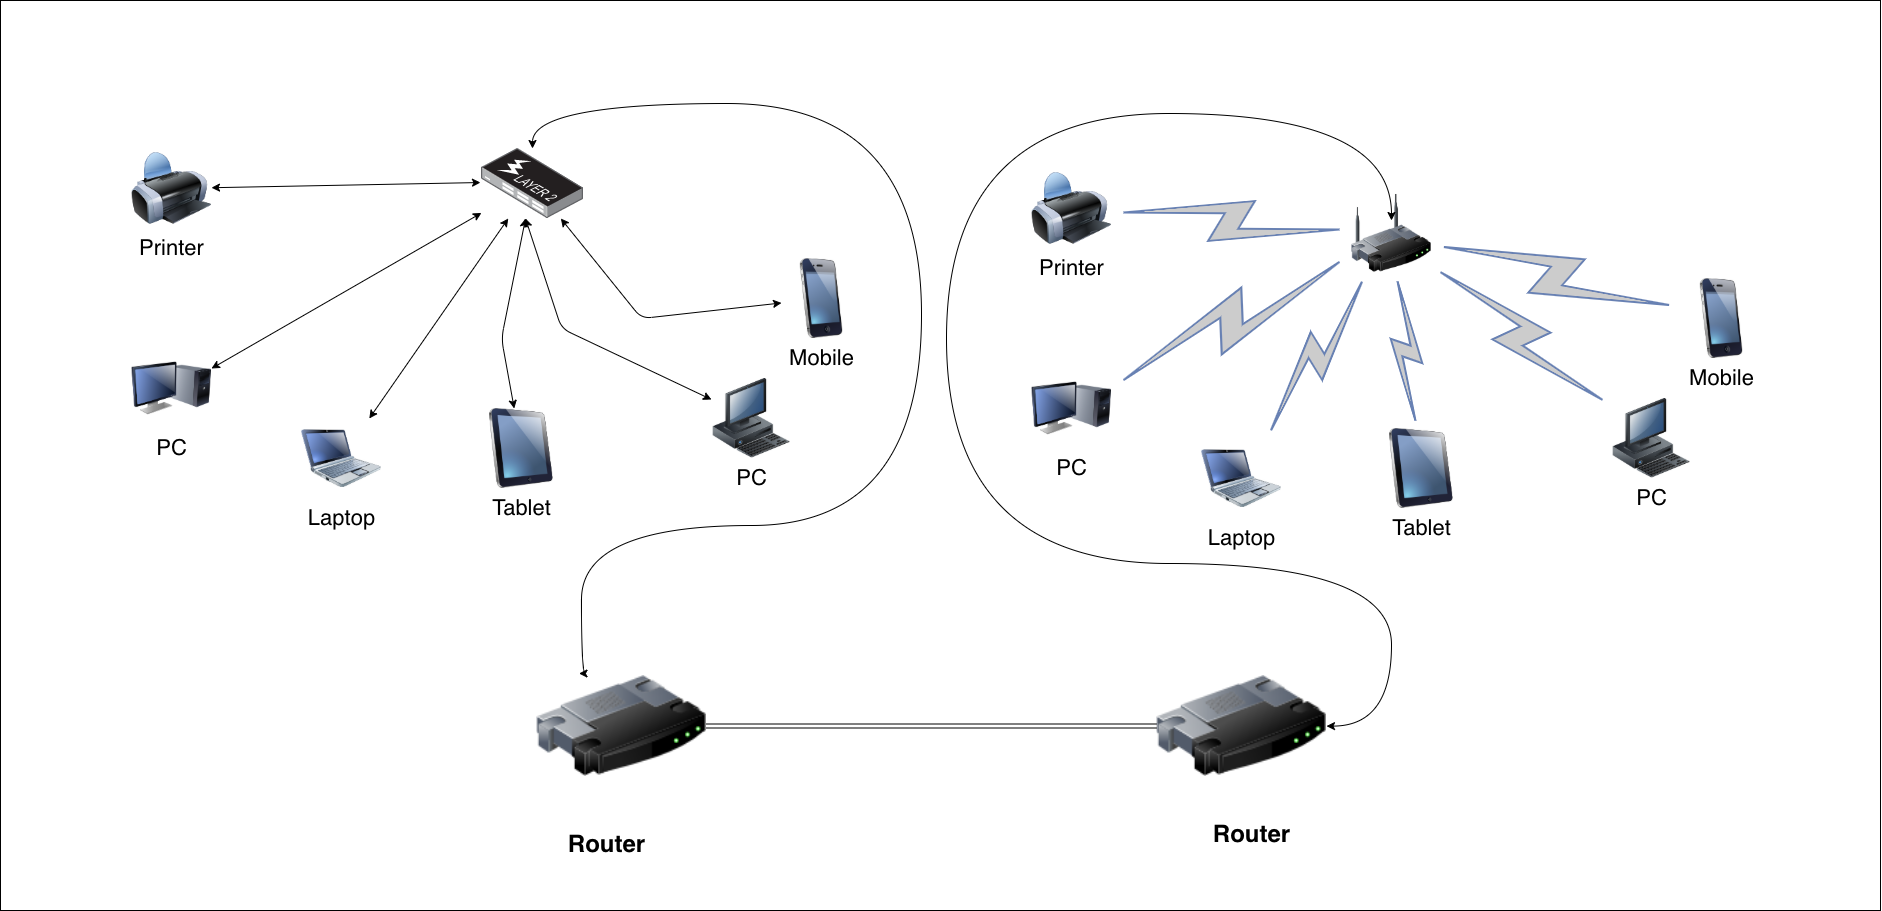 LAYER 2
Printer
Mobile
PC
PC
Laptop
Tablet
Printer
Mobile
PC
PC
Laptop
Tablet
Router
Router